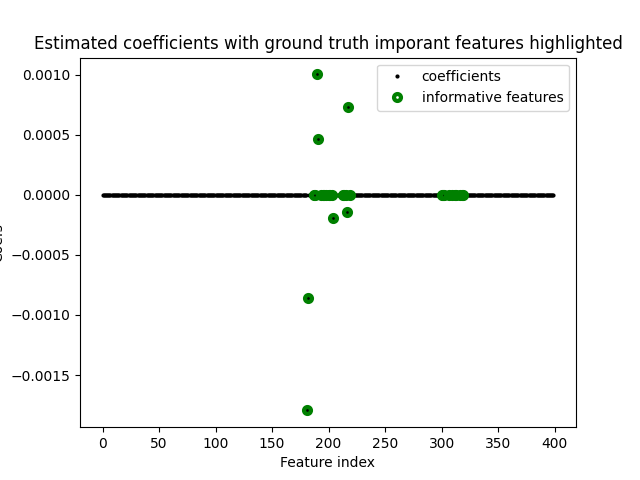 Estimated coefficients with ground truth imporant features highlighted
coefficients
informative features
0.0010
0.0005
0.0000
−0.0005
−0.0010
−0.0015
0 50 100 150 200 250 300 350 400
Feature index